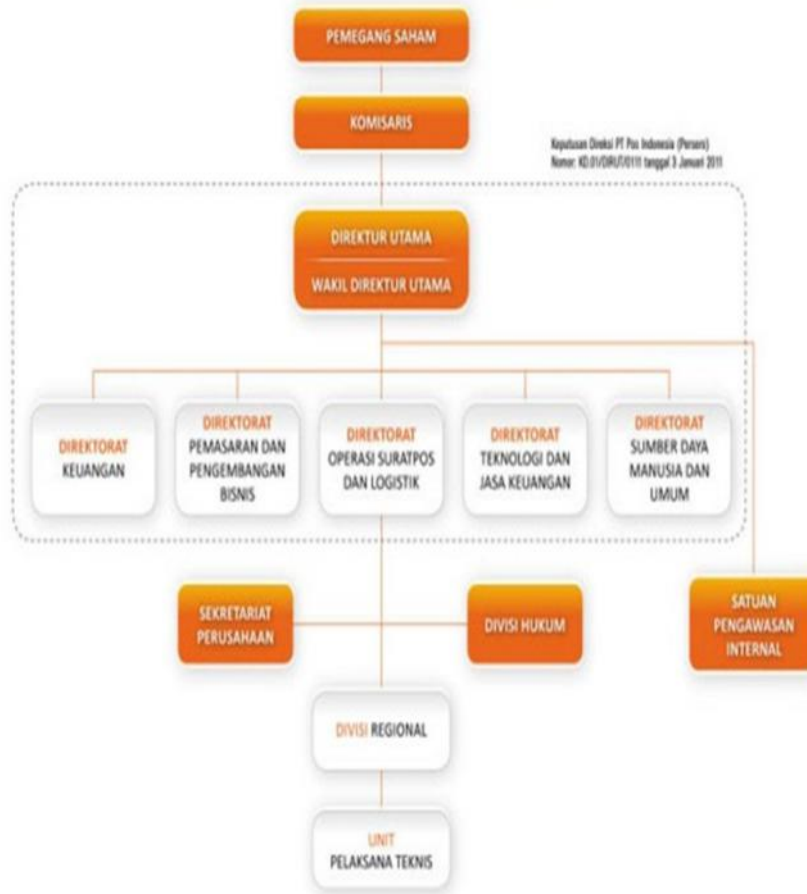 PEMEGANG SAHAM
KOMISARIS
Keputusan Direksi PT Pos Indonesia (Persero)
Nomor: KD.01/DIRUT/0111 tanggal 3 Januari 2011
DIREKTUR UTAMA
WAKIL DIREKTUR UTAMA
DIREKTORAT
KEUANGAN
DIREKTORAT
PEMASARAN DAN
PENGEMBANGAN
BISNIS
DIREKTORAT
OPERASI SURATPOS
DAN LOGISTIK
DIREKTORAT
TEKNOLOGI DAN
JASA KEUANGAN
DIREKTORAT
SUMBER DAYA
MANUSIA DAN
UMUM
SEKRETARIAT
PERUSAHAAN
DIVISI HUKUM
SATUAN
PENGAWASAN
INTERNAL
DIVISI REGIONAL
UNIT
PELAKSANA TEKNIS